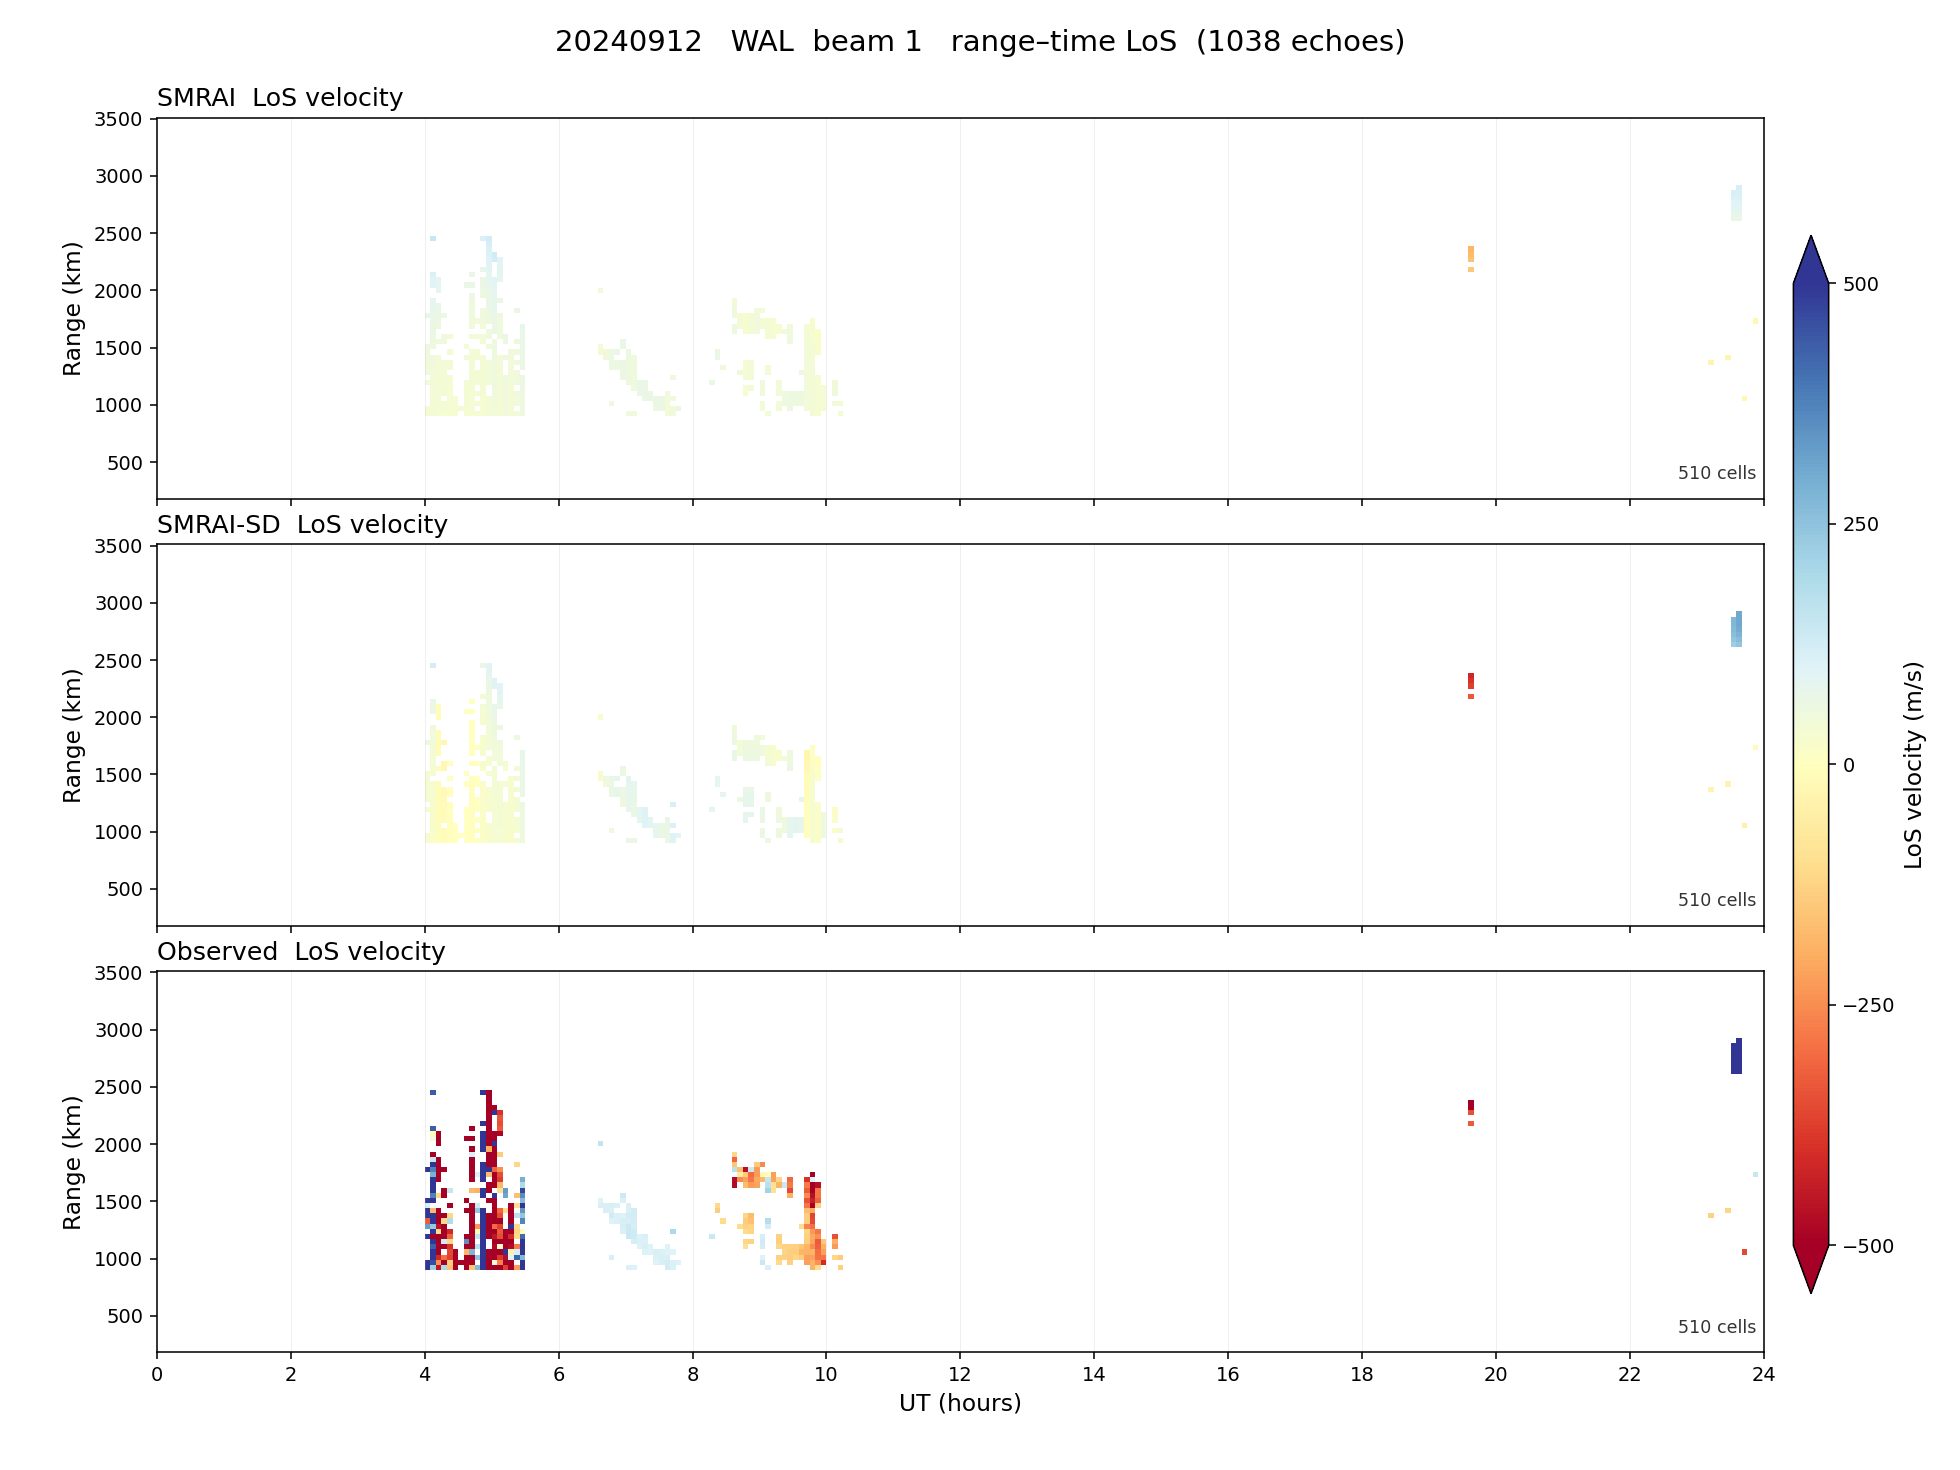 20240912   WAL  beam 1   range–time LoS  (1038 echoes)
SMRAI  LoS velocity
3500
3000
2500
2000
1500
1000
500
Range (km)
510 cells
SMRAI-SD  LoS velocity
3500
3000
2500
2000
1500
1000
500
Range (km)
510 cells
Observed  LoS velocity
3500
3000
2500
2000
1500
1000
500
Range (km)
510 cells
0 2 4 6 8 10 12 14 16 18 20 22 24
UT (hours)
500
250
0
−250
−500
LoS velocity (m/s)